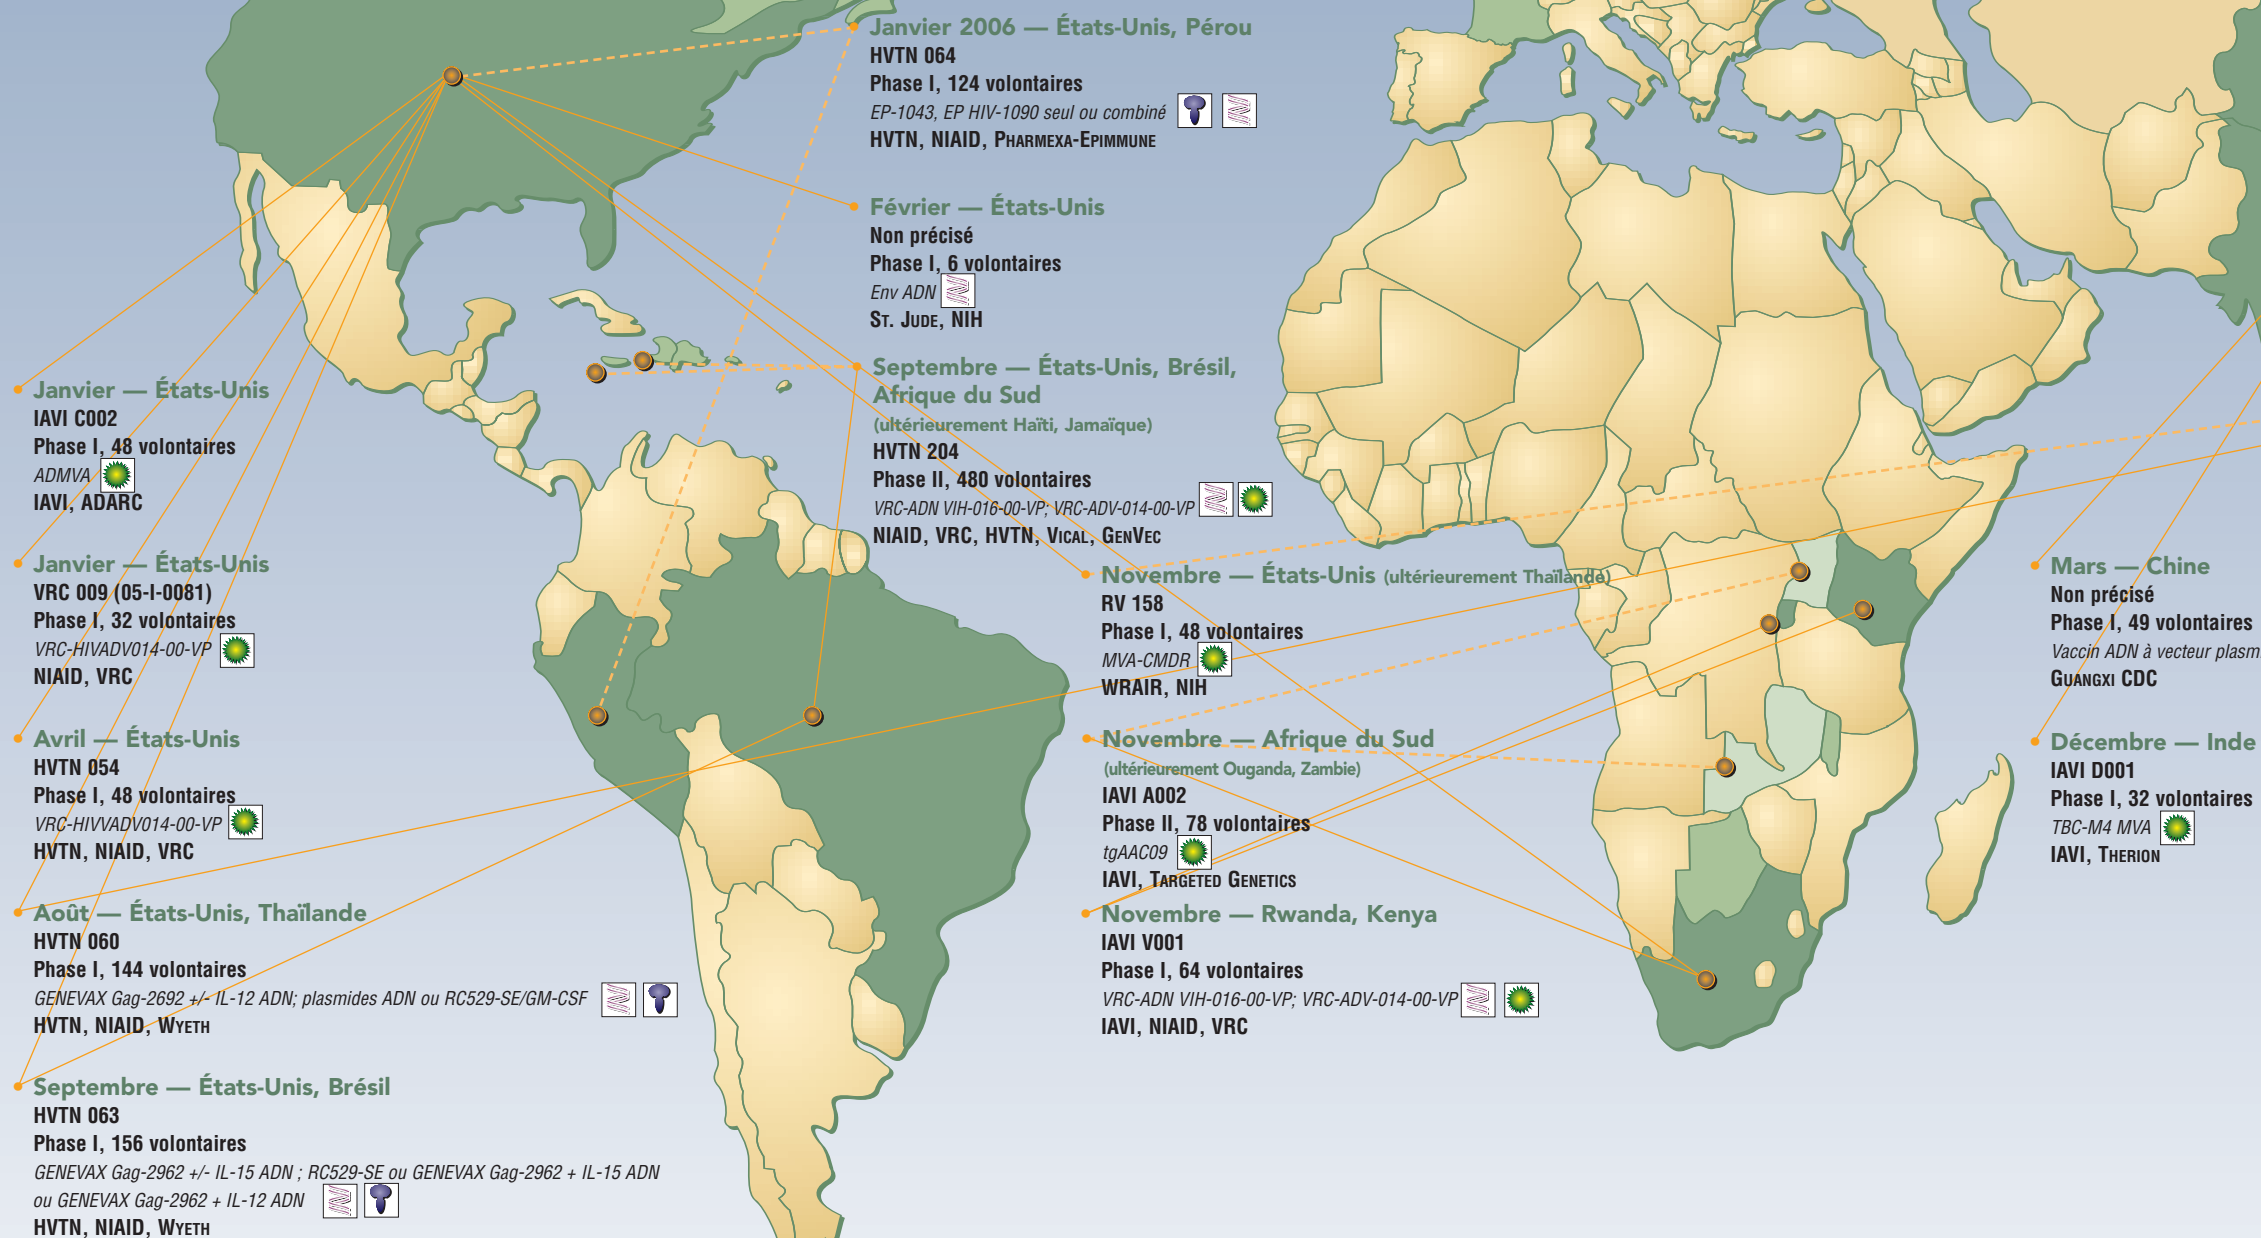 Janvier — États-Unis
IAVI C002
Phase I, 48 volontaires
ADMVA
IAVI, ADARC
Janvier — États-Unis
VRC 009 (05-I-0081)
Phase I, 32 volontaires
VRC-HIVADV014-00-VP
NIAID, VRC
Avril — États-Unis
HVTN 054
Phase I, 48 volontaires
VRC-HIVVADV014-00-VP
HVTN, NIAID, VRC
Août — États-Unis, Thaïlande
HVTN 060
Phase I, 144 volontaires
GENEVAX Gag-2692 +/- IL-12 ADN; plasmides ADN ou RC529-SE/GM-CSF
HVTN, NIAID, WYETH
Septembre — États-Unis, Brésil
HVTN 063
Phase I, 156 volontaires
GENEVAX Gag-2962 +/- IL-15 ADN ; RC529-SE ou GENEVAX Gag-2962 + IL-15 ADN
ou GENEVAX Gag-2962 + IL-12 ADN
HVTN, NIAID, WYETH
Janvier 2006 — États-Unis, Pérou
HVTN 064
Phase I, 124 volontaires
EP-1043, EP HIV-1090 seul ou combiné
HVTN, NIAID, PHARMEXA-EPIMMUNE
Février — États-Unis
Non précisé
Phase I, 6 volontaires
Env ADN
ST. JUDE, NIH
Septembre — États-Unis, Brésil,
Afrique du Sud
(ultérieurement Haïti, Jamaïque)
HVTN 204
Phase II, 480 volontaires
VRC-ADN VIH-016-00-VP; VRC-ADV-014-00-VP
NIAID, VRC, HVTN, VICAL, GENVEC
Novembre — États-Unis (ultérieurement Thaïlande)
RV 158
Phase I, 48 volontaires
MVA-CMDR
WRAIR, NIH
Novembre — Afrique du Sud
(ultérieurement Ouganda, Zambie)
IAVI A002
Phase II, 78 volontaires
tgAAC09
IAVI, TARGETED GENETICS
Novembre — Rwanda, Kenya
IAVI V001
Phase I, 64 volontaires
VRC-ADN VIH-016-00-VP; VRC-ADV-014-00-VP
IAVI, NIAID, VRC
Mars — Chine
Non précisé
Phase I, 49 volontaires
Vaccin ADN à vecteur plasm
GUANGXI CDC
Décembre — Inde
IAVI D001
Phase I, 32 volontaires
TBC-M4 MVA
IAVI, THERION